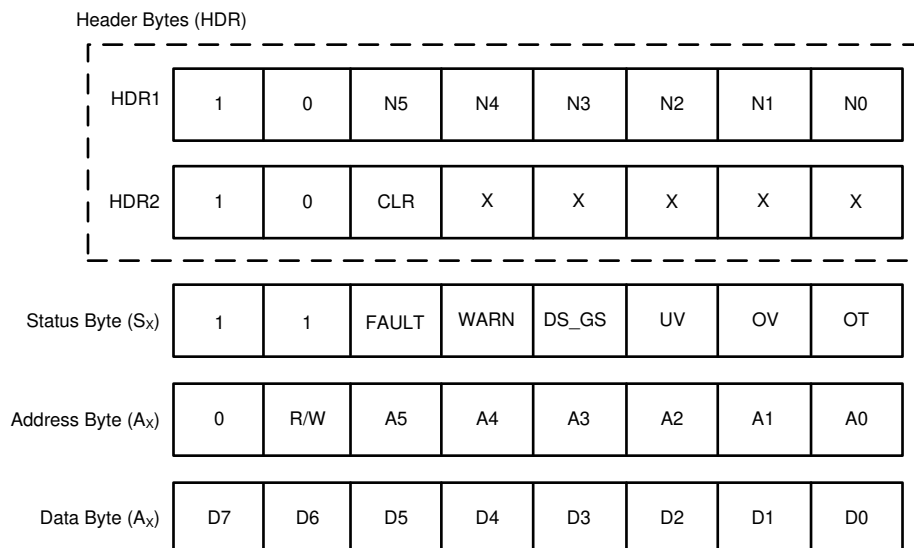 Header Bytes (HDR)
HDR1 1 0 N5 N4 N3 N2 N1 N0
HDR2 1 0 CLR X X X X X
Status Byte (SX) 1 1 FAULT WARN DS_GS UV OV OT
Address Byte (AX) 0 R/W A5 A4 A3 A2 A1 A0
Data Byte (AX) D7 D6 D5 D4 D3 D2 D1 D0